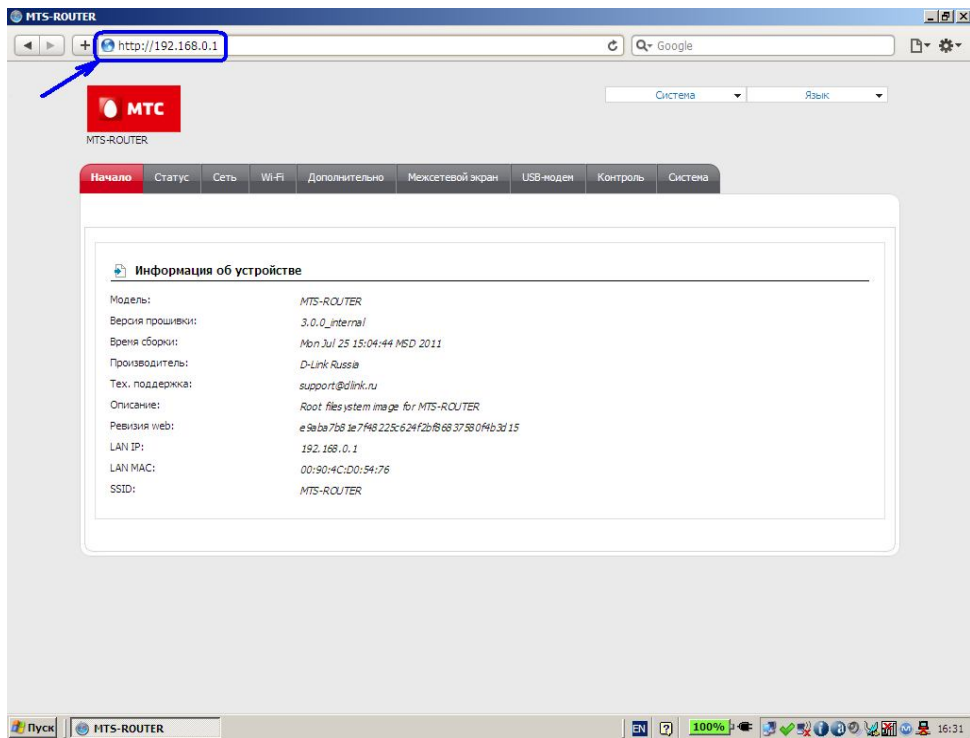 MTS-ROUTER
http://192.168.0.1
Google
МТС
MTS-ROUTER
Система
Язык
Начало Статус Сеть Wi-Fi Дополнительно Межсетевой экран USB-модем Контроль Система
Информация об устройстве
Модель: MTS-ROUTER
Версия прошивки: 3.0.0_internal
Время сборки: Mon Jul 25 15:04:44 MSD 2011
Производитель: D-Link Russia
Тех. поддержка: support@dlink.ru
Описание: Root filesystem image for MTS-ROUTER
Ревизия web:
LAN IP: 192.168.0.1
LAN MAC: 00:90:4C:D0:54:76
SSID: MTS-ROUTER
Пуск
MTS-ROUTER
EN
100%
16:31